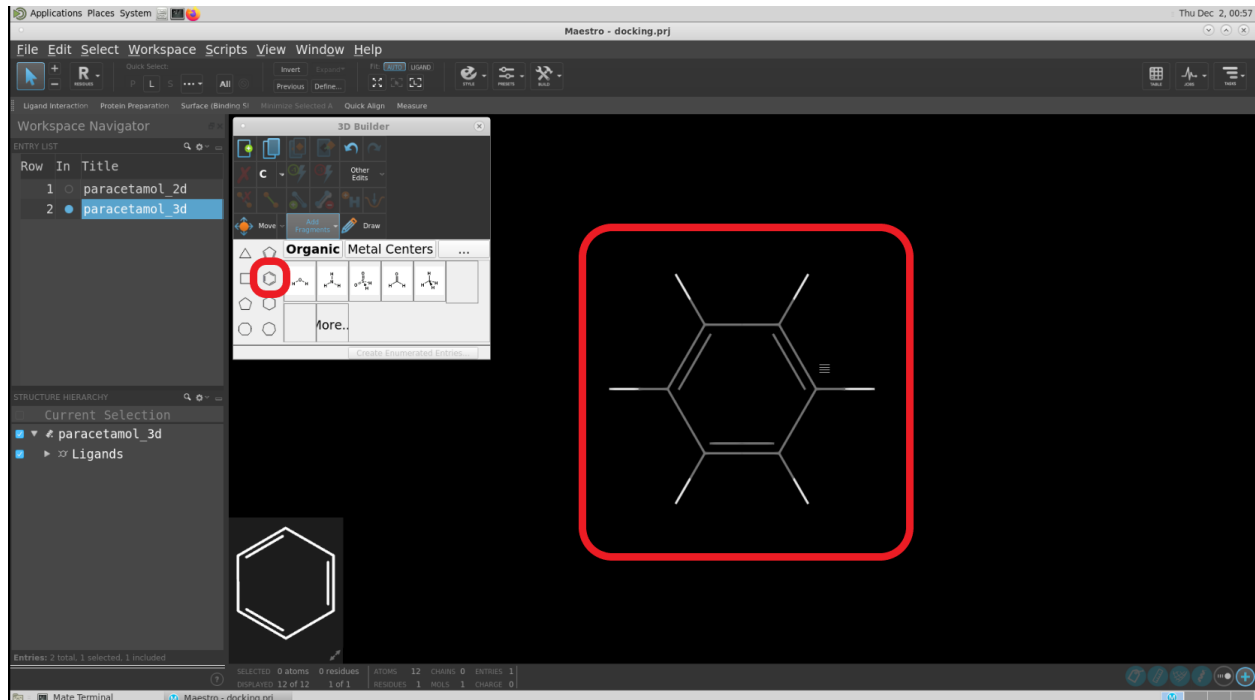 Applications Places System
Thu Dec 2, 00:57
Maestro - docking.prj
File Edit Select Workspace Scripts View Window Help
Quick Select:
Invert Expand
Fit: AUTO LIGAND
R
RESIDUES
P L S ... All
Previous Define...
STYLE PRESETS BUILD
TABLE JOBS TASKS
Ligand Interaction Protein Preparation Surface (Binding Si Minimize Selected A Quick Align Measure
Workspace Navigator
3D Builder
ENTRY LIST
Row In Title
1 paracetamol_2d
2 paracetamol_3d
C
Other Edits
H
Move Add Fragments Draw
Organic Metal Centers ...
More..
Create Enumerated Entries...
STRUCTURE HIERARCHY
Current Selection
paracetamol_3d
Ligands
Entries: 2 total, 1 selected, 1 included
SELECTED 0 atoms 0 residues ATOMS 12 CHAINS 0 ENTRIES 1
DISPLAYED 12 of 12 1 of 1 RESIDUES 1 MOLS 1 CHARGE 0
Mate Terminal
Maestro - docking.prj